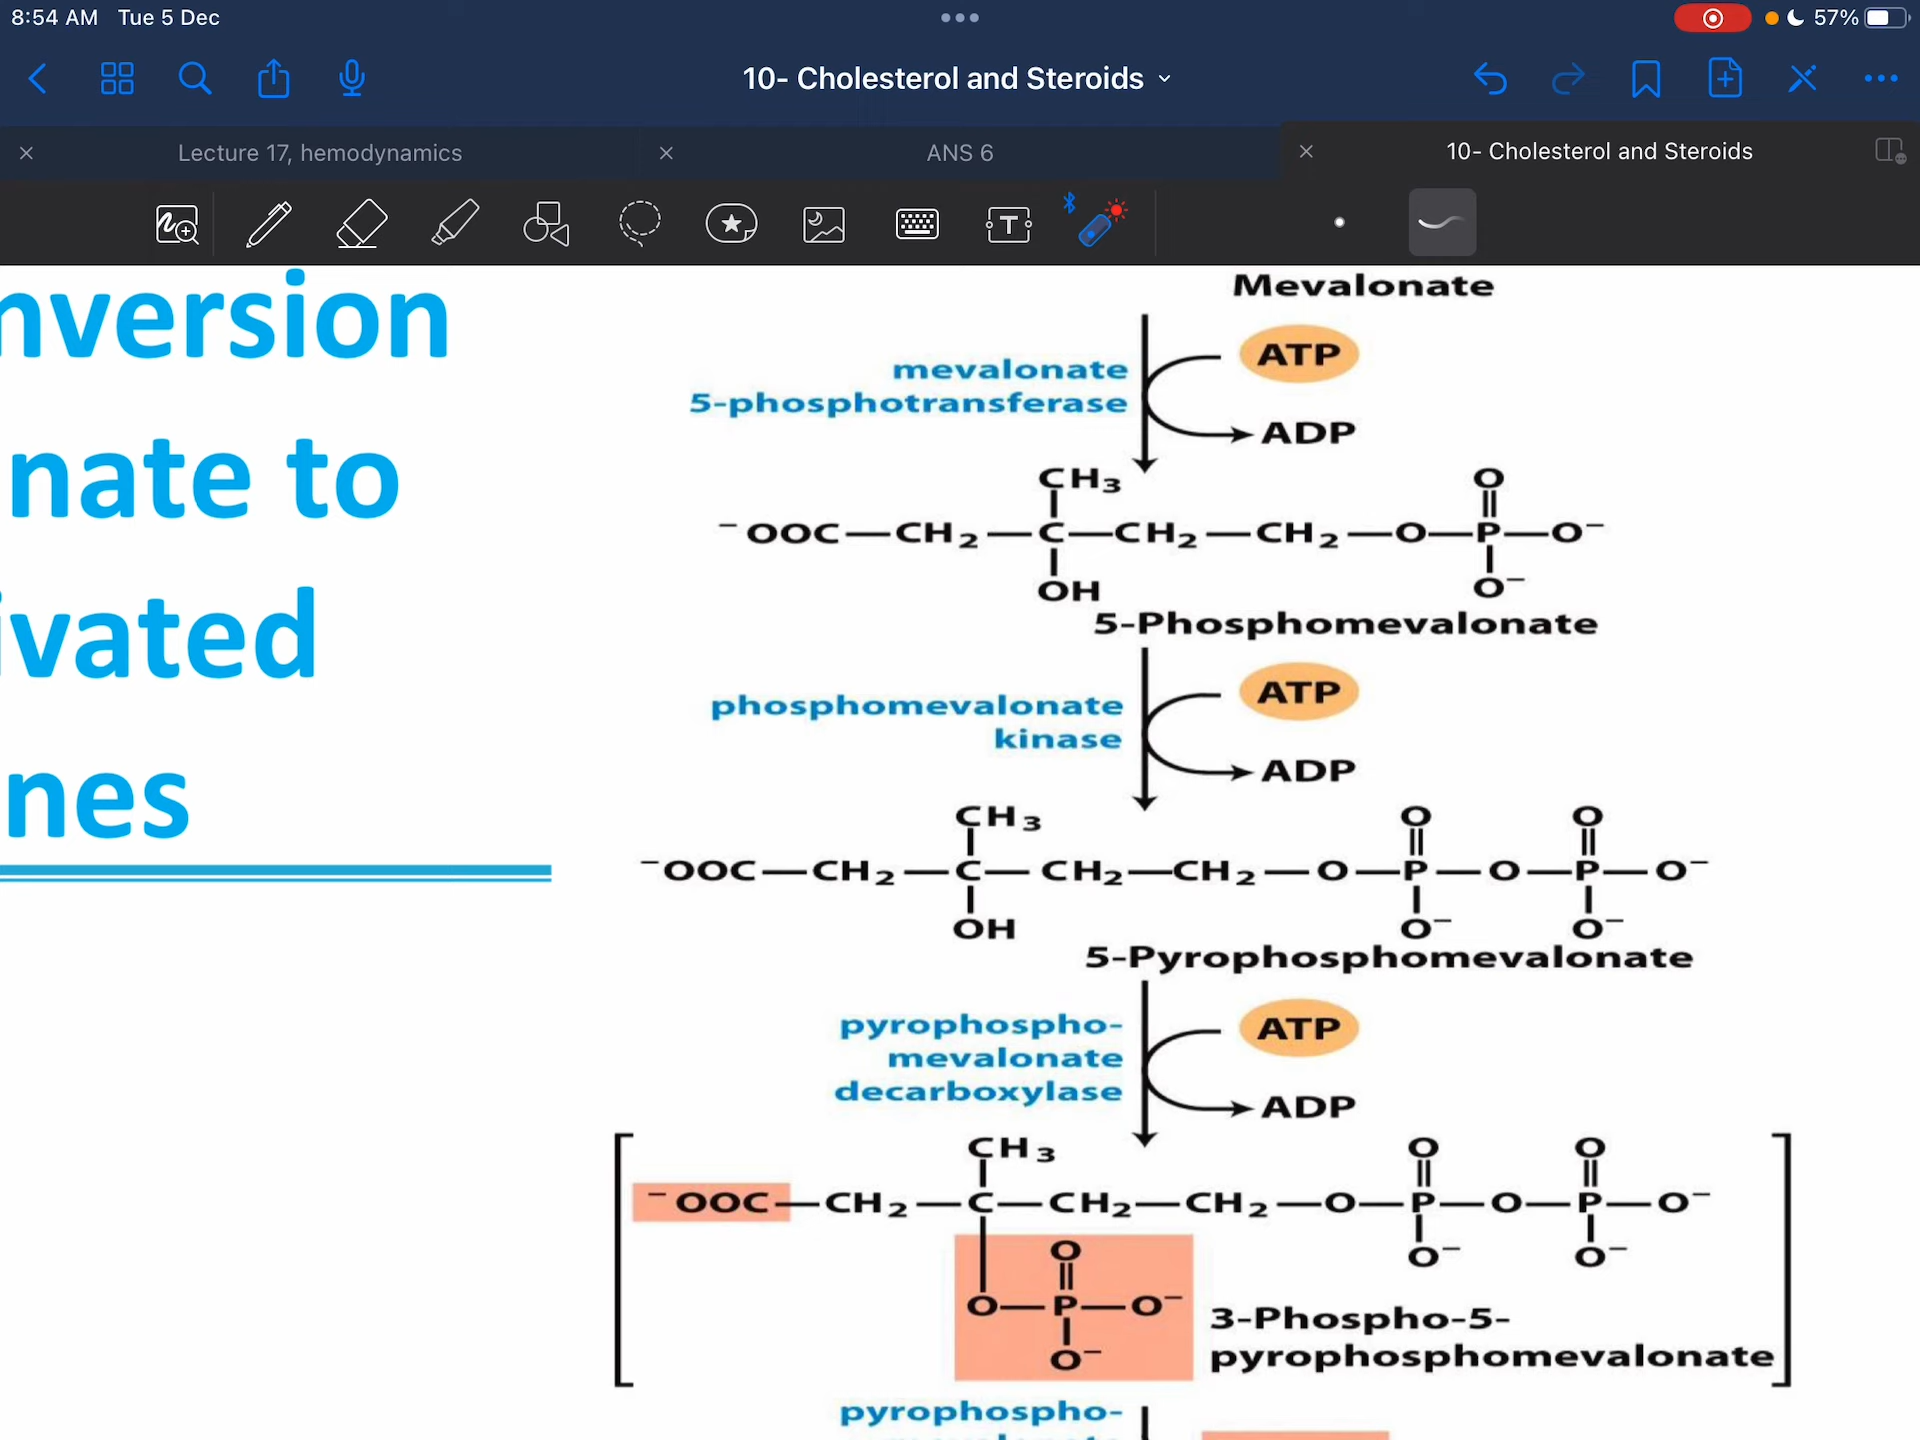 8:54 AM Tue 5 Dec
57%
10- Cholesterol and Steroids
Lecture 17, hemodynamics
ANS 6
10- Cholesterol and Steroids
T
nversion
nate to
ivated
nes
Mevalonate
mevalonate
5-phosphotransferase
ATP
ADP
CH3 O
⁻OOC—CH2—C—CH2—CH2—O—P—O⁻
OH O⁻
5-Phosphomevalonate
phosphomevalonate
kinase
ATP
ADP
CH3 O O
⁻OOC—CH2—C—CH2—CH2—O—P—O—P—O⁻
OH O⁻ O⁻
5-Pyrophosphomevalonate
pyrophospho-
mevalonate
decarboxylase
ATP
ADP
CH3 O O
⁻OOC—CH2—C—CH2—CH2—O—P—O—P—O⁻
O O⁻ O⁻
O—P—O⁻
O⁻
3-Phospho-5-
pyrophosphomevalonate
pyrophospho-